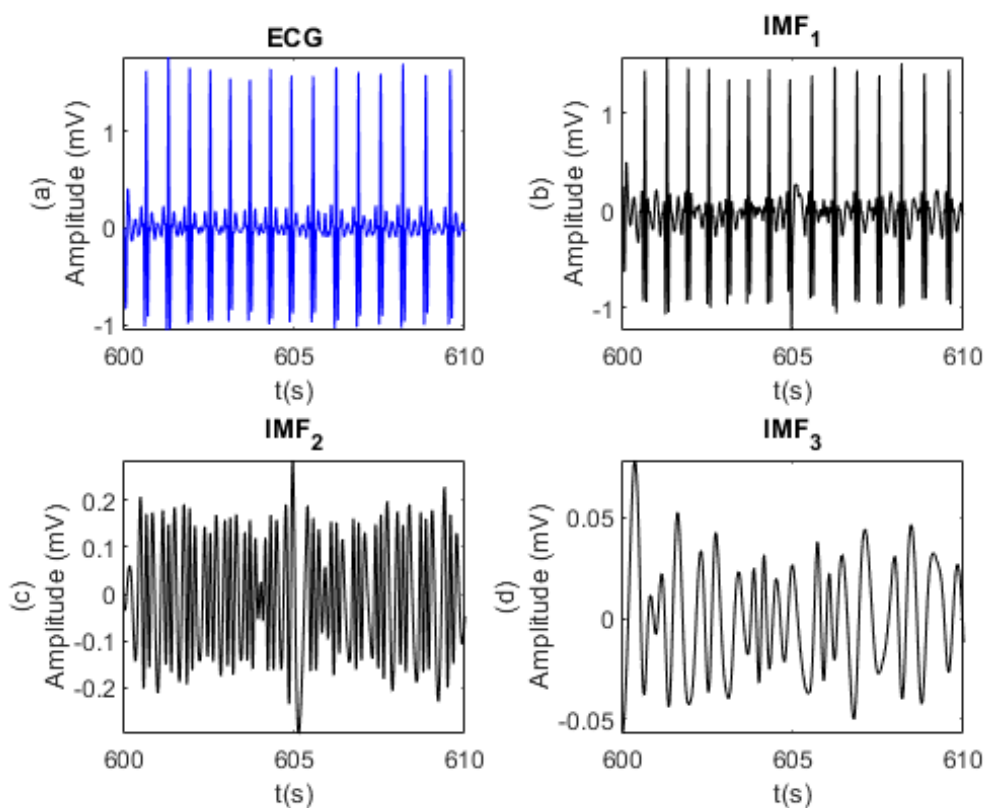 ECG
(a)
Amplitude (mV)
1
0
-1
600
605
610
t(s)
IMF1
(b)
Amplitude (mV)
1
0
-1
600
605
610
t(s)
IMF2
(c)
Amplitude (mV)
0.2
0.1
0
-0.1
-0.2
600
605
610
t(s)
IMF3
(d)
Amplitude (mV)
0.05
0
-0.05
600
605
610
t(s)